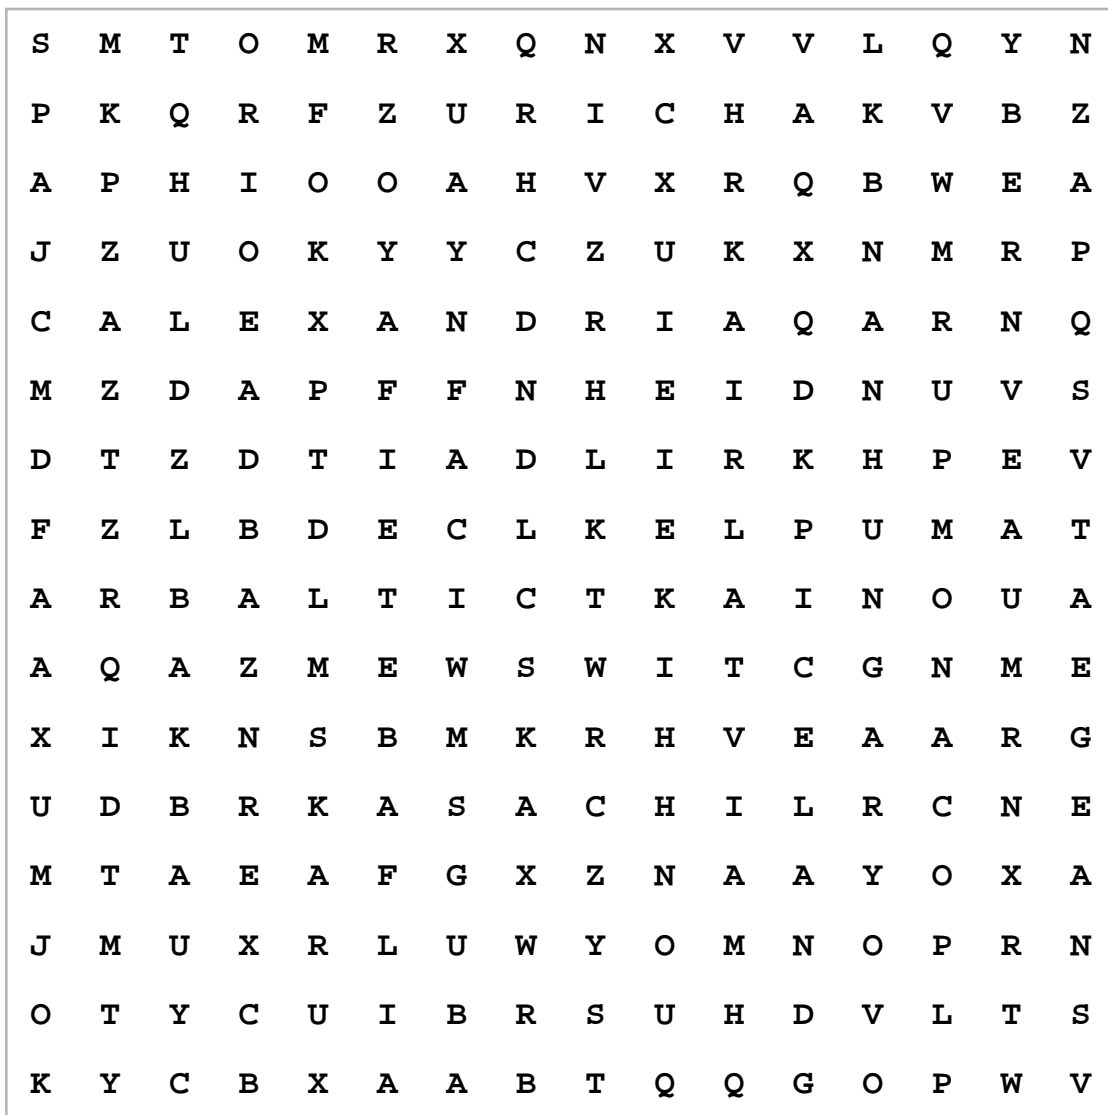 S M T O M R X Q N X V V L Q Y N
P K Q R F Z U R I C H A K V B Z
A P H I O O A H V X R Q B W E A
J Z U O K Y Y C Z U K X N M R P
C A L E X A N D R I A Q A R N Q
M Z D A P F F N H E I D N U V S
D T Z D T I A D L I R K H P E V
F Z L B D E C L K E L P U M A T
A R B A L T I C T K A I N O U A
A Q A Z M E W S W I T C G N M E
X I K N S B M K R H V E A A R G
U D B R K A S A C H I L R C N E
M T A E A F G X Z N A A Y O X A
J M U X R L U W Y O M N O P R N
O T Y C U I B R S U H D V L T S
K Y C B X A A B T Q Q G O P W V